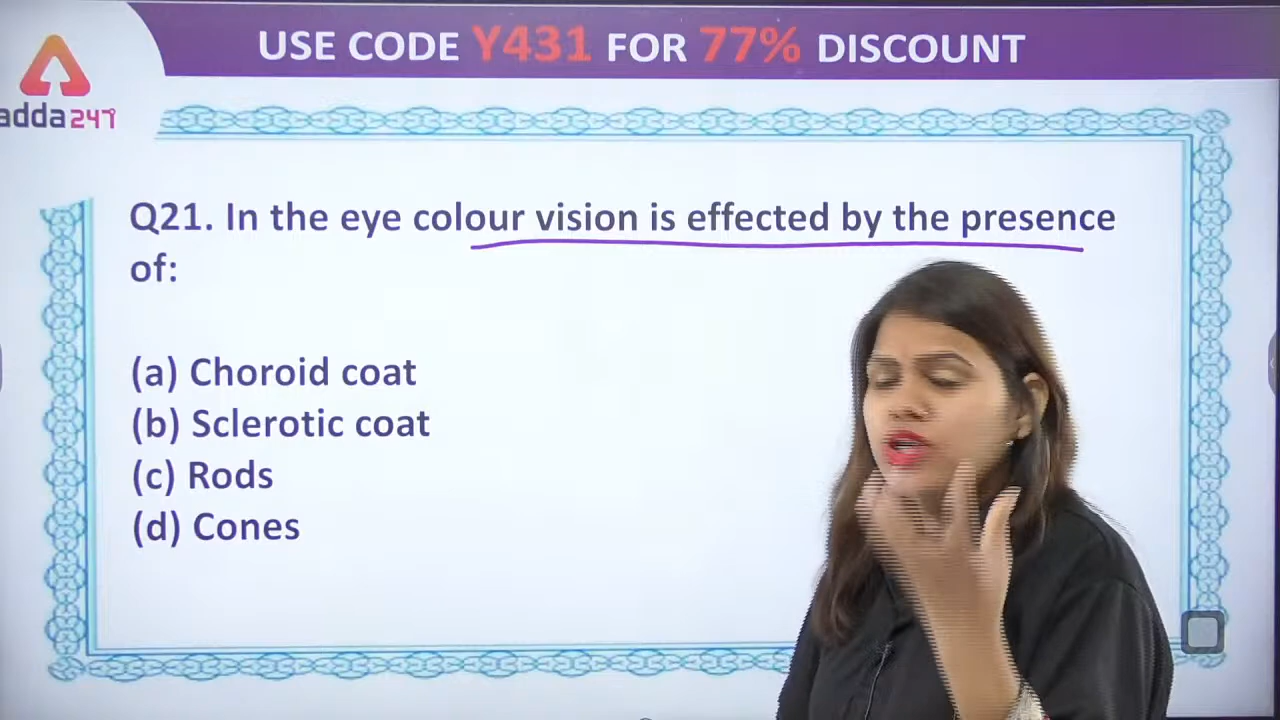 USE CODE Y431 FOR 77% DISCOUNT
adda247
Q21. In the eye colour vision is effected by the presence
of:
(a) Choroid coat
(b) Sclerotic coat
(c) Rods
(d) Cones